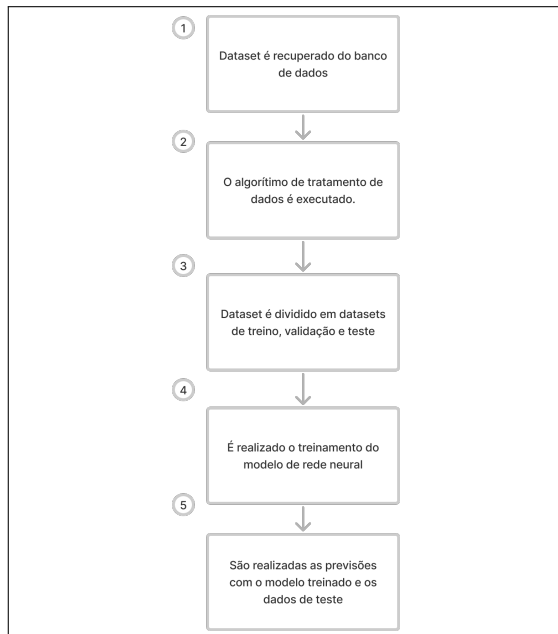 1
Dataset é recuperado do banco
de dados
2
O algorítimo de tratamento de
dados é executado.
3
Dataset é dividido em datasets
de treino, validação e teste
4
É realizado o treinamento do
modelo de rede neural
5
São realizadas as previsões
com o modelo treinado e os
dados de teste